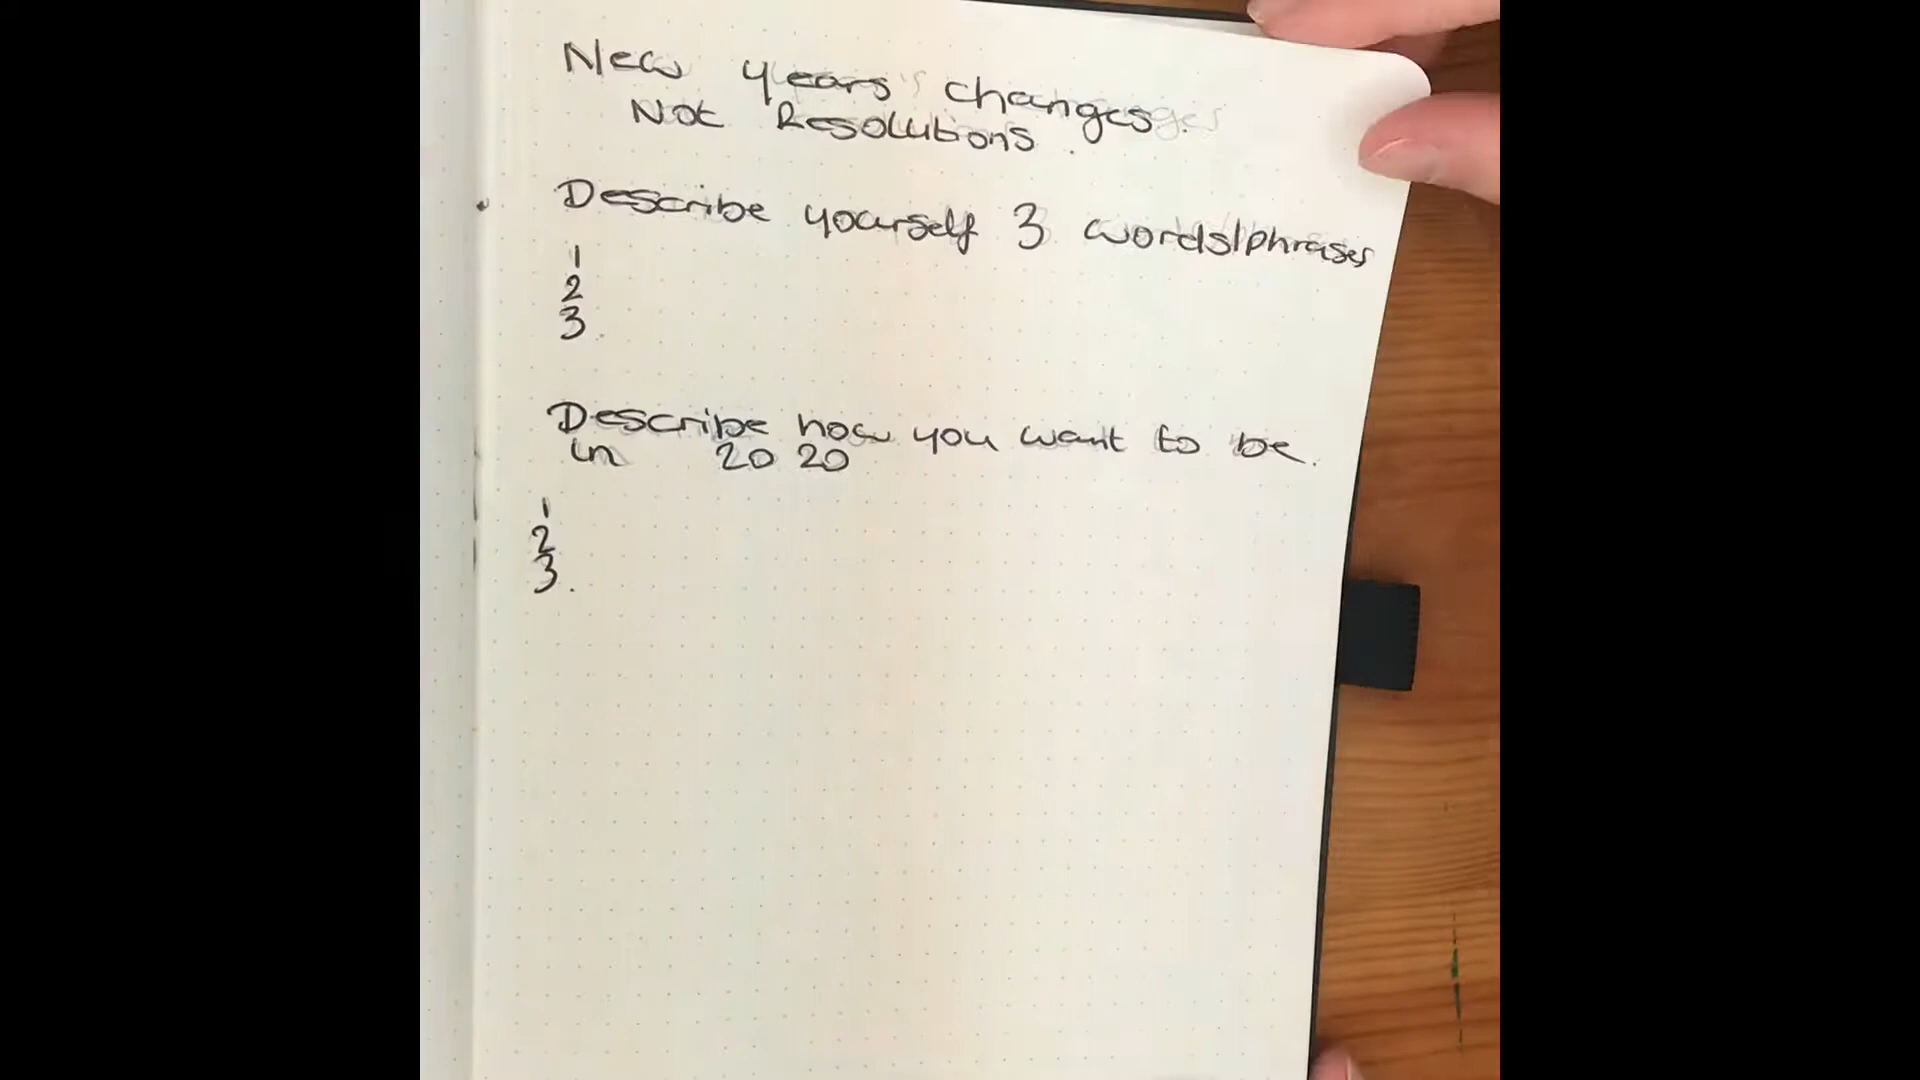 New years changes.
Not Resolutions.
Describe yourself 3 words/phrases
1
2
3.
Describe how you want to be.
in 2020
1
2
3.